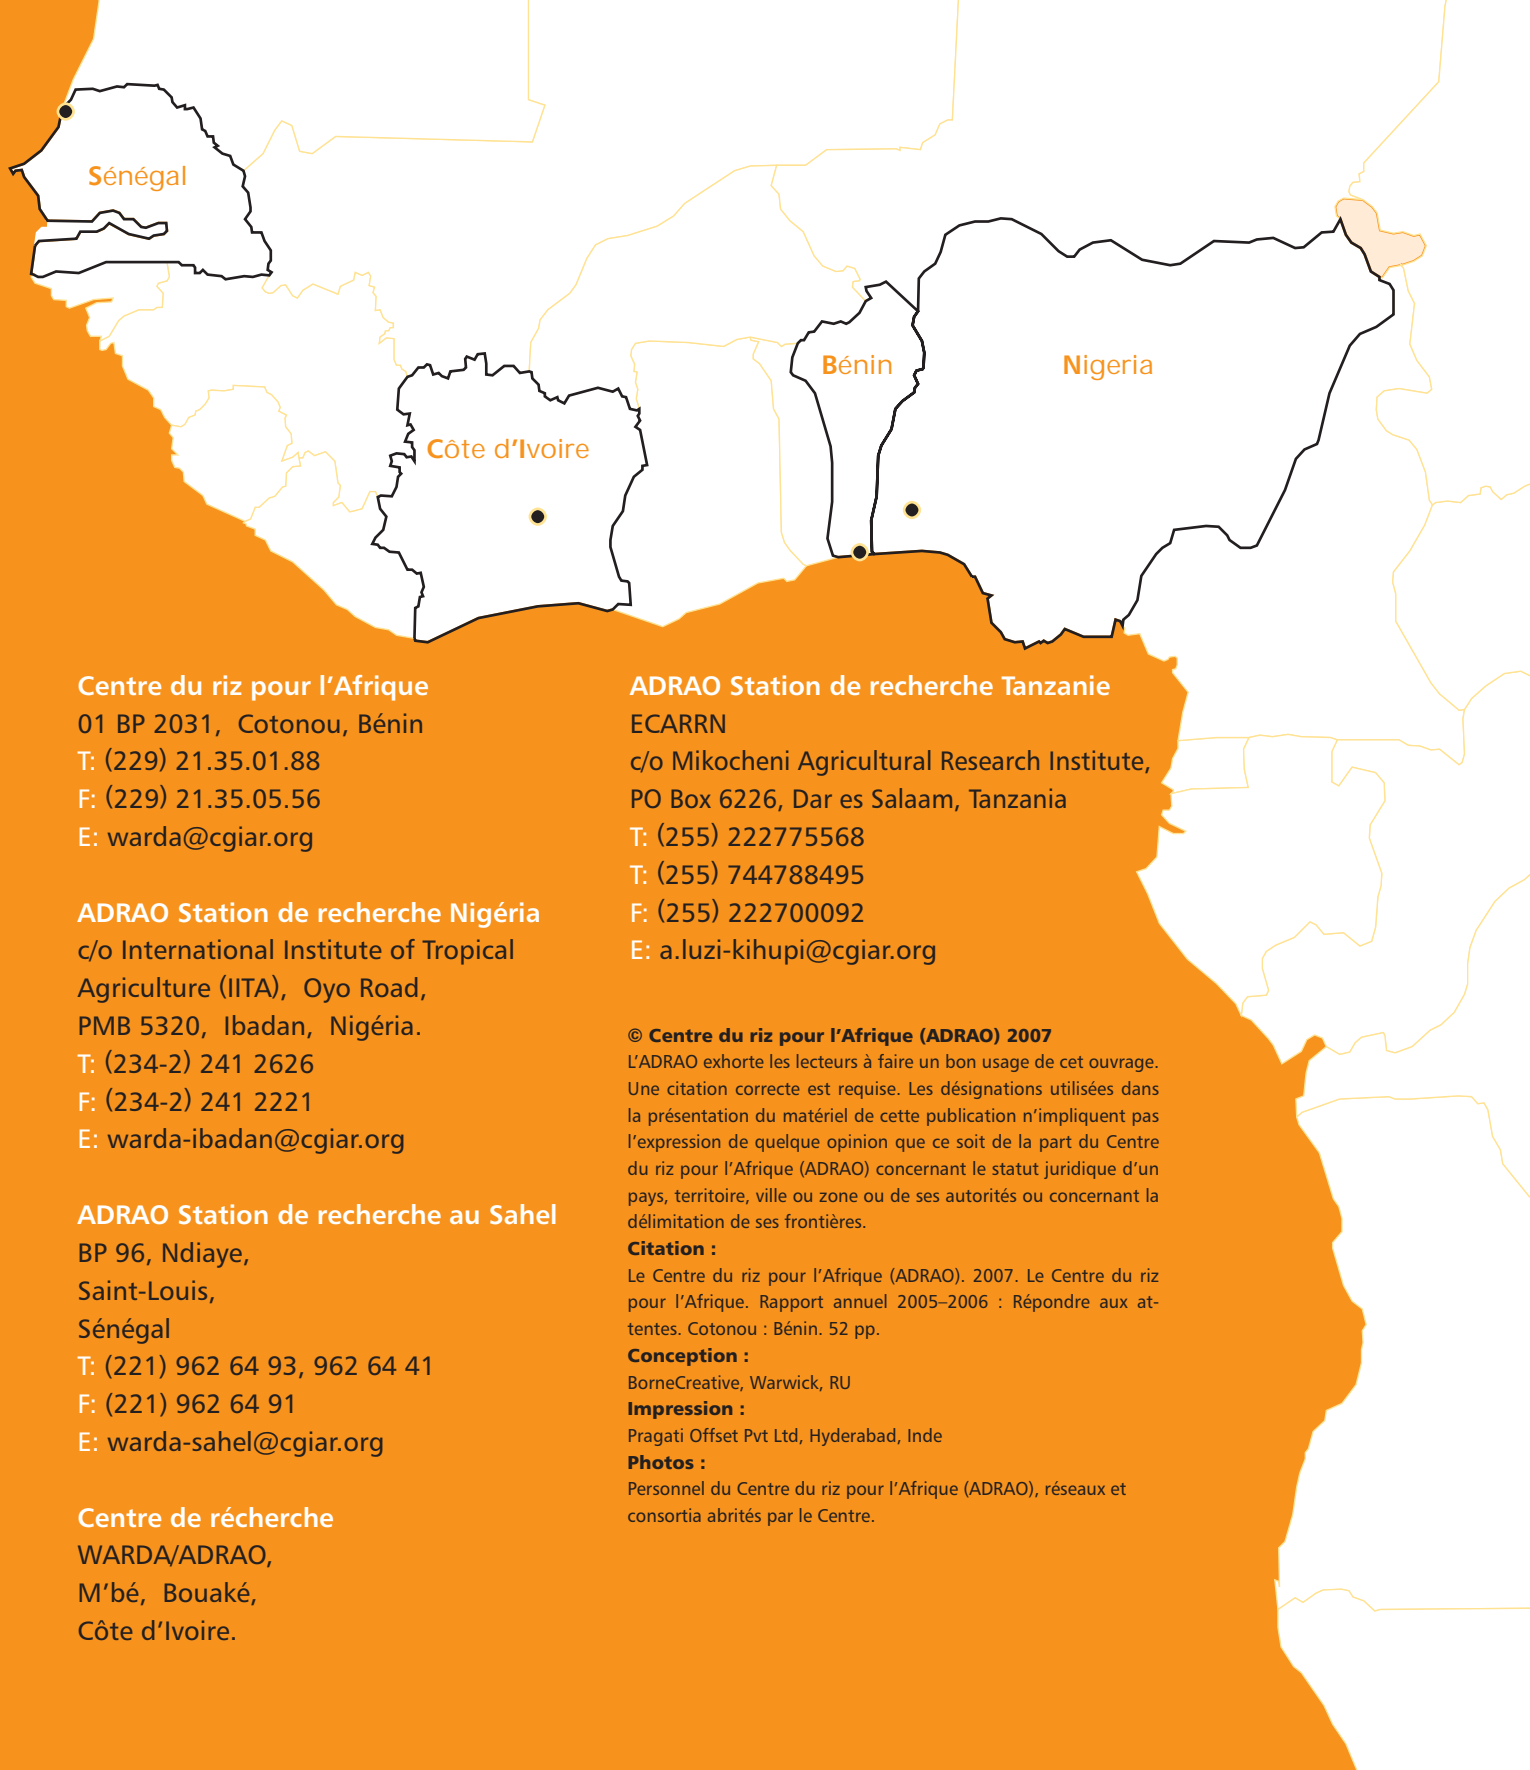 Sénégal
Bénin
Nigeria
Côte d'Ivoire
Centre du riz pour l’Afrique
01 BP 2031, Cotonou, Bénin
T: (229) 21.35.01.88
F: (229) 21.35.05.56
E: warda@cgiar.org
ADRAO Station de recherche Nigéria
c/o International Institute of Tropical
Agriculture (IITA), Oyo Road,
PMB 5320, Ibadan, Nigéria.
T: (234-2) 241 2626
F: (234-2) 241 2221
E: warda-ibadan@cgiar.org
ADRAO Station de recherche au Sahel
BP 96, Ndiaye,
Saint-Louis,
Sénégal
T: (221) 962 64 93, 962 64 41
F: (221) 962 64 91
E: warda-sahel@cgiar.org
Centre de récherche
WARDA/ADRAO,
M’bé, Bouaké,
Côte d’Ivoire.
ADRAO Station de recherche Tanzanie
ECARRN
c/o Mikocheni Agricultural Research Institute,
PO Box 6226, Dar es Salaam, Tanzania
T: (255) 222775568
T: (255) 744788495
F: (255) 222700092
E: a.luzi-kihupi@cgiar.org
© Centre du riz pour l’Afrique (ADRAO) 2007
L’ADRAO exhorte les lecteurs à faire un bon usage de cet ouvrage.
Une citation correcte est requise. Les désignations utilisées dans
la présentation du matériel de cette publication n’impliquent pas
l’expression de quelque opinion que ce soit de la part du Centre
du riz pour l’Afrique (ADRAO) concernant le statut juridique d’un
pays, territoire, ville ou zone ou de ses autorités ou concernant la
délimitation de ses frontières.
Citation :
Le Centre du riz pour l’Afrique (ADRAO). 2007. Le Centre du riz
pour l’Afrique. Rapport annuel 2005–2006 : Répondre aux at-
tentes. Cotonou : Bénin. 52 pp.
Conception :
BorneCreative, Warwick, RU
Impression :
Pragati Offset Pvt Ltd, Hyderabad, Inde
Photos :
Personnel du Centre du riz pour l’Afrique (ADRAO), réseaux et
consortia abrités par le Centre.